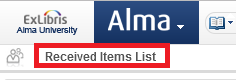 ExLibris
Alma University
Alma
Received Items List